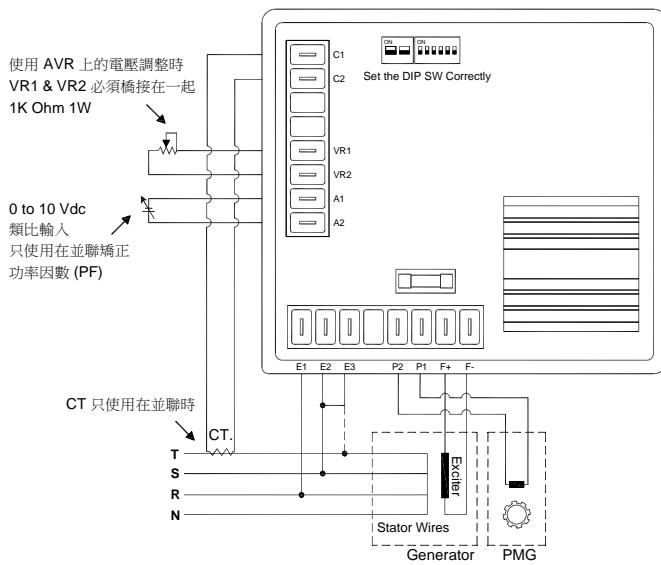 ON ON
Set the DIP SW Correctly
C1
C2
VR1
VR2
A1
A2
使用 AVR 上的電壓調整時
VR1 & VR2 必須橋接在一起
1K Ohm 1W
0 to 10 Vdc
類比輸入
只使用在並聯矯正
功率因數 (PF)
E1 E2 E3 P2 P1 F+ F-
CT 只使用在並聯時
CT.
T
S
R
N
Exciter
Stator Wires
Generator
PMG